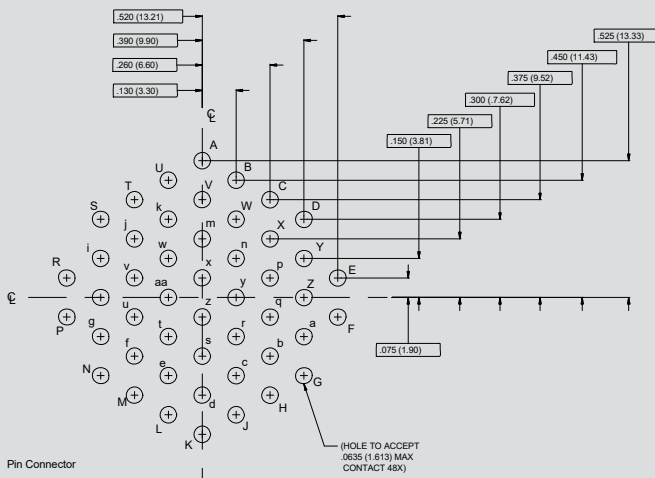 .520 (13.21)
.390 (9.90)
.260 (6.60)
.130 (3.30)
.525 (13.33)
.450 (11.43)
.375 (9.52)
.300 (.7.62)
.225 (5.71)
.150 (3.81)
℄
A
U
B
T
V
C
S
k
W
D
j
m
X
i
w
n
Y
R
v
x
p
E
℄
aa
y
Z
P
u
z
q
F
g
t
r
a
f
s
b
N
e
c
G
M
d
H
L
J
K
.075 (1.90)
(HOLE TO ACCEPT
.0635 (1.613) MAX
CONTACT 48X)
Pin Connector